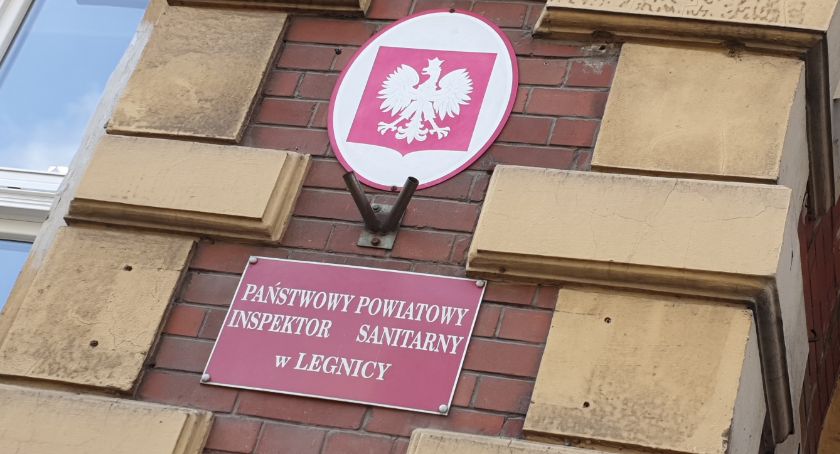 PAŃSTWOWY POWIATOWY
INSPEKTOR SANITARNY
w LEGNICY